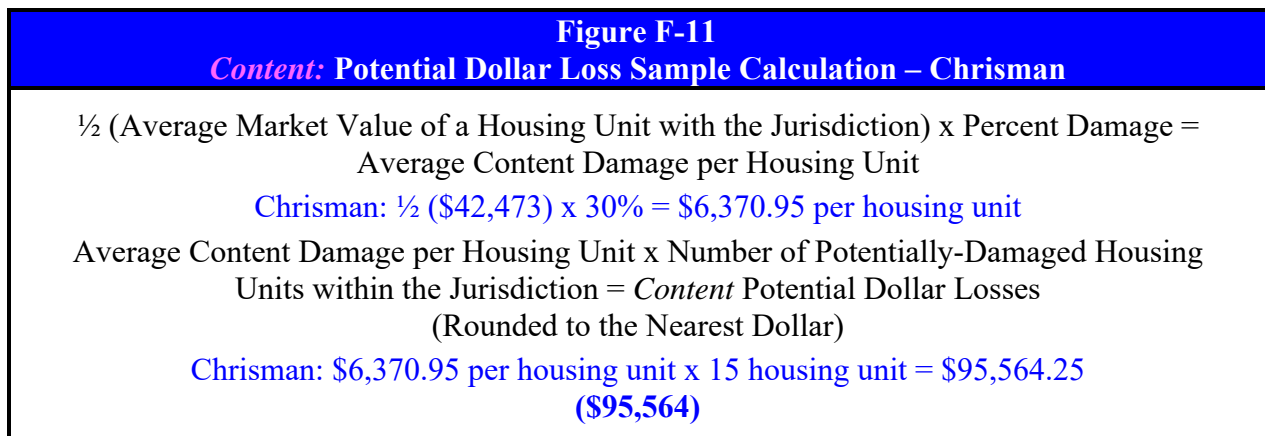 Figure F-11
Content: Potential Dollar Loss Sample Calculation – Chrisman
½ (Average Market Value of a Housing Unit with the Jurisdiction) x Percent Damage =
Average Content Damage per Housing Unit
Chrisman: ½ ($42,473) x 30% = $6,370.95 per housing unit
Average Content Damage per Housing Unit x Number of Potentially-Damaged Housing
Units within the Jurisdiction = Content Potential Dollar Losses
(Rounded to the Nearest Dollar)
Chrisman: $6,370.95 per housing unit x 15 housing unit = $95,564.25
($95,564)